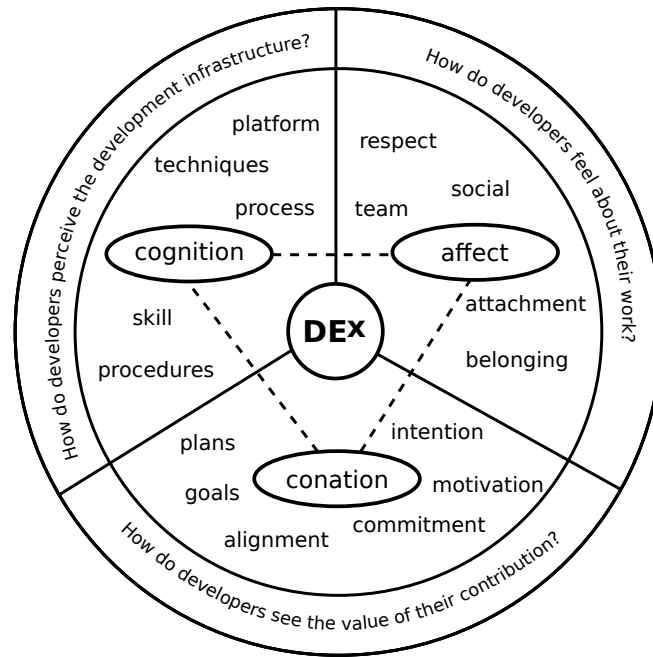 How do developers perceive the development infrastructure?
platform
techniques
process
cognition
skill
procedures
How do developers feel about their work?
respect
social
team
affect
attachment
belonging
DEx
plans
intention
goals
conation
motivation
commitment
alignment
How do developers see the value of their contribution?